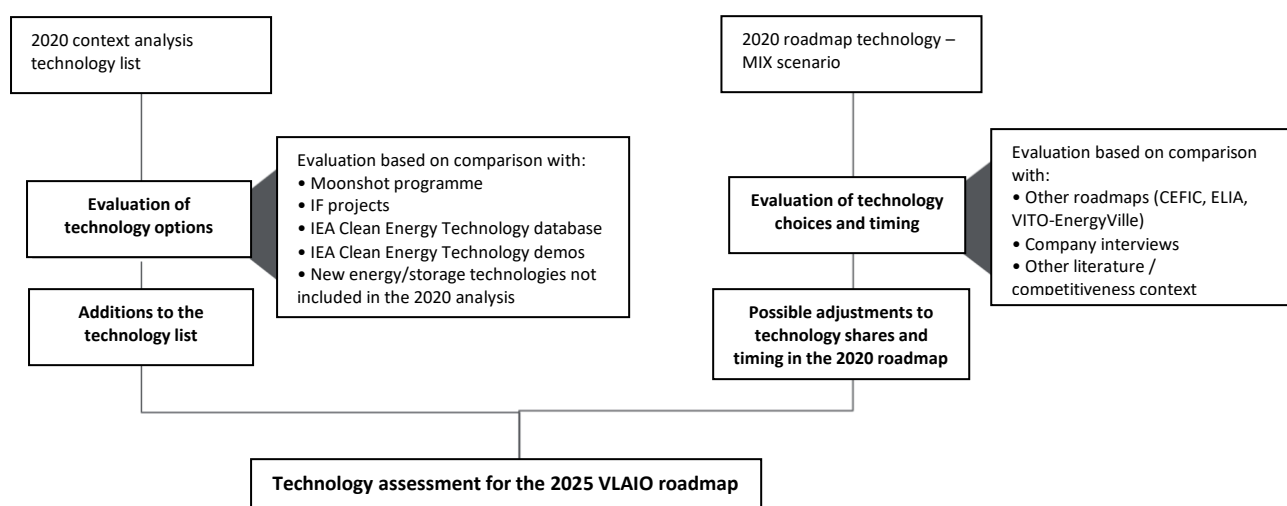 2020 context analysis
technology list
Evaluation of
technology options
Evaluation based on comparison with:
• Moonshot programme
• IF projects
• IEA Clean Energy Technology database
• IEA Clean Energy Technology demos
• New energy/storage technologies not
included in the 2020 analysis
Additions to the
technology list
2020 roadmap technology –
MIX scenario
Evaluation of technology
choices and timing
Evaluation based on comparison
with:
• Other roadmaps (CEFIC, ELIA,
VITO-EnergyVille)
• Company interviews
• Other literature /
competitiveness context
Possible adjustments to
technology shares and
timing in the 2020 roadmap
Technology assessment for the 2025 VLAIO roadmap